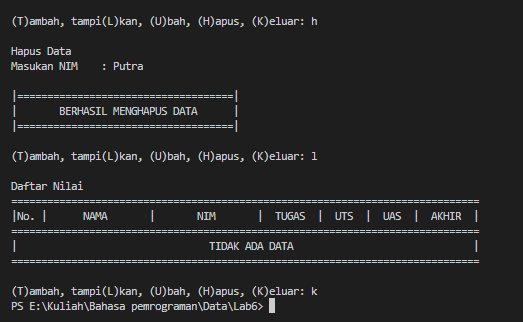 (T)ambah, tampi(L)kan, (U)bah, (H)apus, (K)eluar: h
Hapus Data
Masukan NIM    : Putra
|====================================|
|       BERHASIL MENGHAPUS DATA      |
|====================================|
(T)ambah, tampi(L)kan, (U)bah, (H)apus, (K)eluar: l
Daftar Nilai
==============================================================================
|No. |      NAMA       |       NIM       |  TUGAS  |  UTS  |  UAS  |  AKHIR  |
==============================================================================
|                                TIDAK ADA DATA                              |
==============================================================================
(T)ambah, tampi(L)kan, (U)bah, (H)apus, (K)eluar: k
PS E:\Kuliah\Bahasa pemrograman\Data\Lab6>